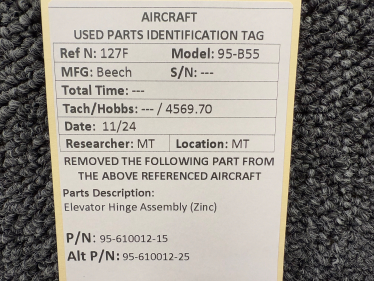 AIRCRAFT
USED PARTS IDENTIFICATION TAG
Ref N: 127F Model: 95-B55
MFG: Beech S/N: ---
Total Time: ---
Tach/Hobbs: --- / 4569.70
Date: 11/24
Researcher: MT Location: MT
REMOVED THE FOLLOWING PART FROM
THE ABOVE REFERENCED AIRCRAFT
Parts Description:
Elevator Hinge Assembly (Zinc)
P/N: 95-610012-15
Alt P/N: 95-610012-25